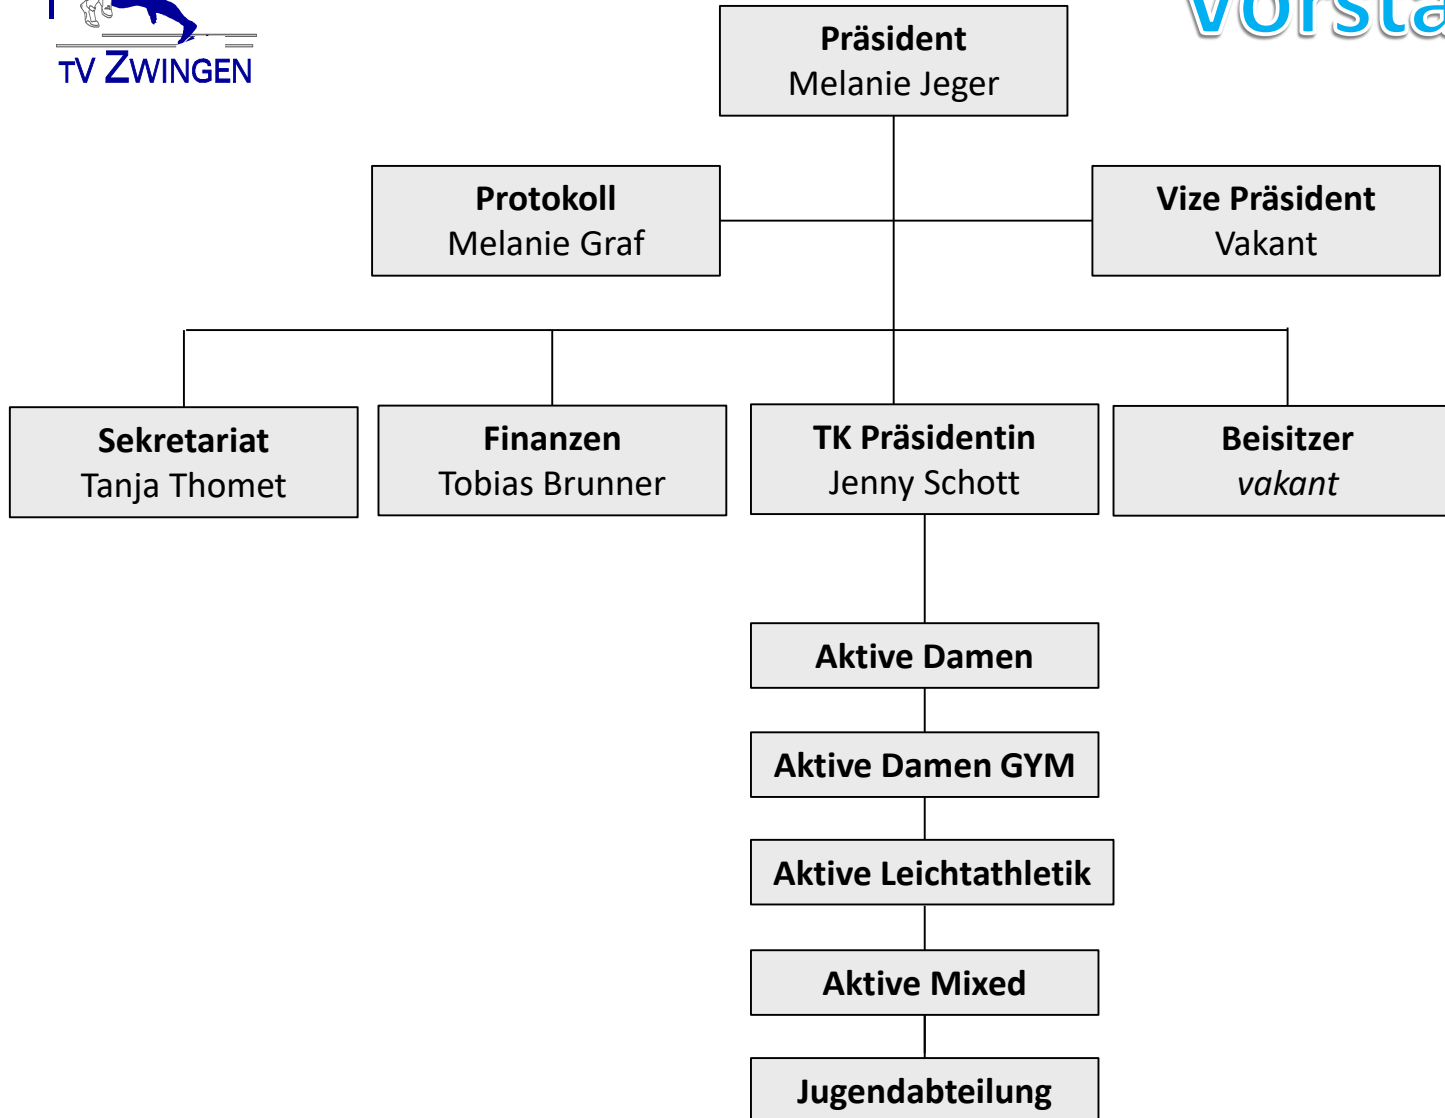 TV ZWINGEN
Präsident
Melanie Jeger
Protokoll
Melanie Graf
Vize Präsident
Vakant
Sekretariat
Tanja Thomet
Finanzen
Tobias Brunner
TK Präsidentin
Jenny Schott
Beisitzer
vakant
Aktive Damen
Aktive Damen GYM
Aktive Leichtathletik
Aktive Mixed
Jugendabteilung